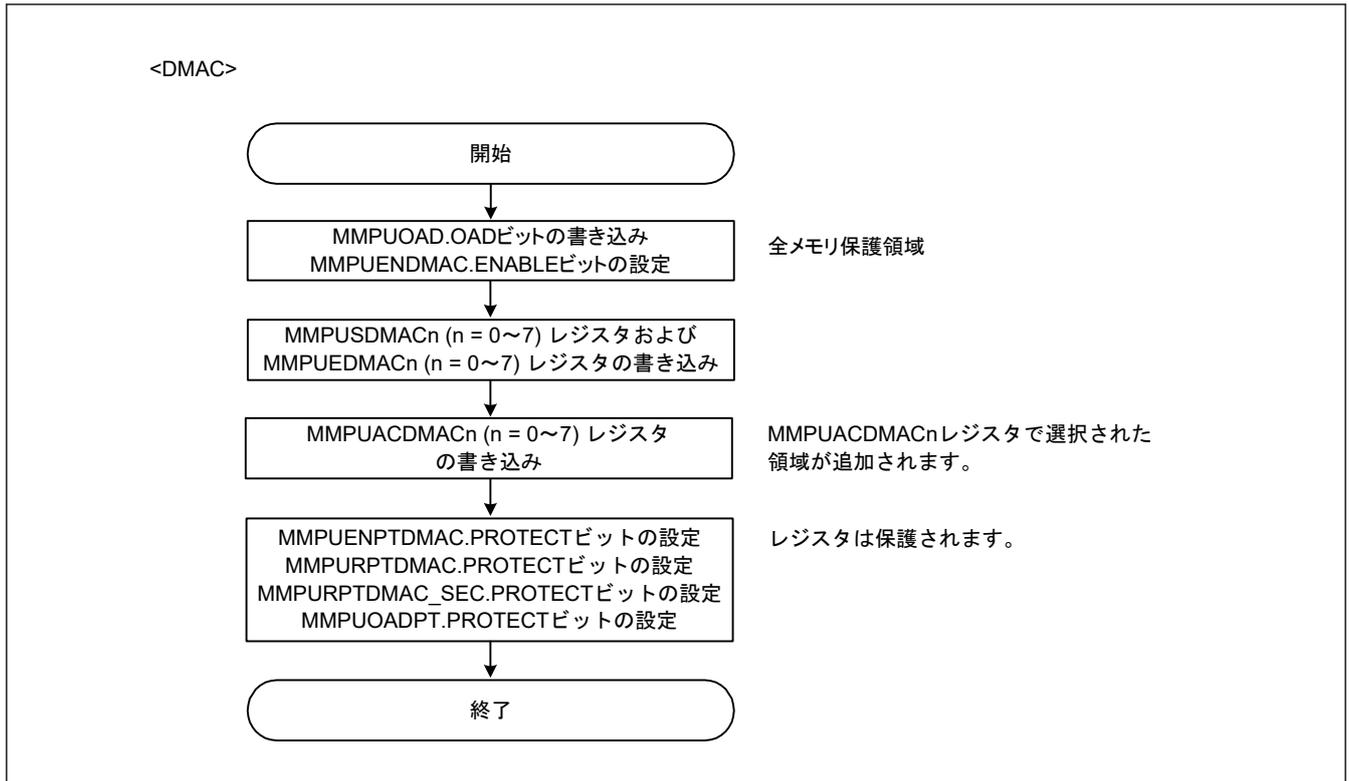 <DMAC>
開始
MMPUOAD.OADビットの書き込み
MMPUENDMAC.ENABLEビットの設定
全メモリ保護領域
MMPUSDMACn (n = 0～7) レジスタおよび
MMPUEDMACn (n = 0～7) レジスタの書き込み
MMPUACDMACn (n = 0～7) レジスタ
の書き込み
MMPUACDMACnレジスタで選択された
領域が追加されます。
MMPUENPTDMAC.PROTECTビットの設定
MMPURPTDMAC.PROTECTビットの設定
MMPURPTDMAC_SEC.PROTECTビットの設定
MMPUOADPT.PROTECTビットの設定
レジスタは保護されます。
終了